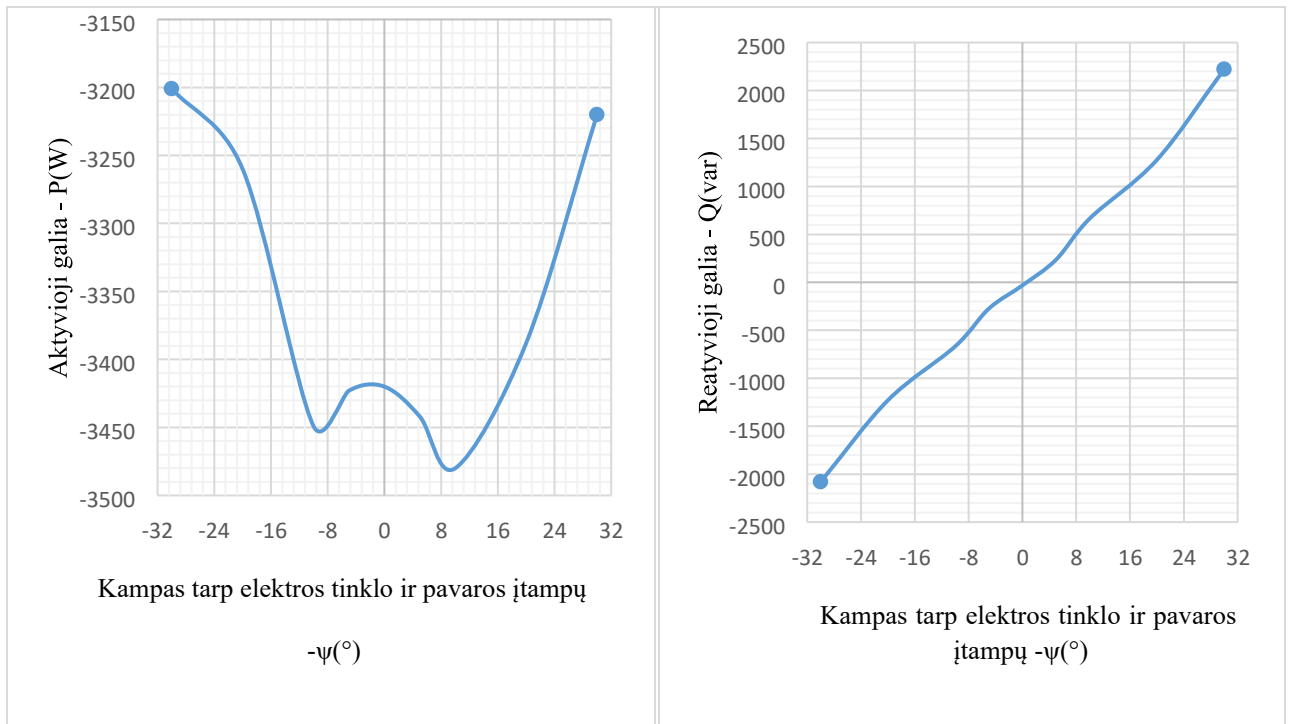 -3150
-3200
-3250
-3300
-3350
-3400
-3450
-3500
Aktyvioji galia - P(W)
-32 -24 -16 -8 0 8 16 24 32
Kampas tarp elektros tinklo ir pavaros įtampų
-ψ(°)
2500
2000
1500
1000
500
0
-500
-1000
-1500
-2000
-2500
Reatyvioji galia - Q(var)
-32 -24 -16 -8 0 8 16 24 32
Kampas tarp elektros tinklo ir pavaros
įtampų -ψ(°)